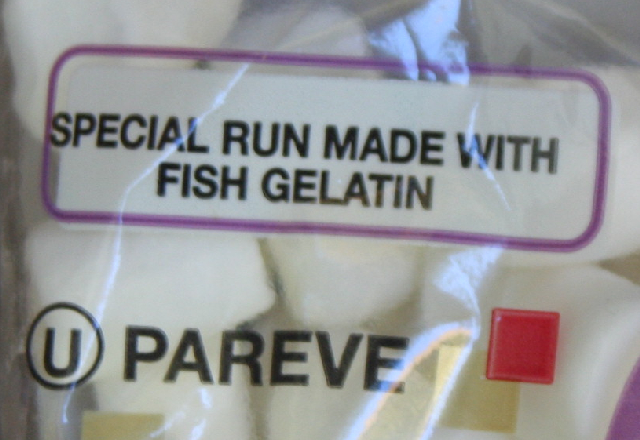 SPECIAL RUN MADE WITH
FISH GELATIN
U PAREVE